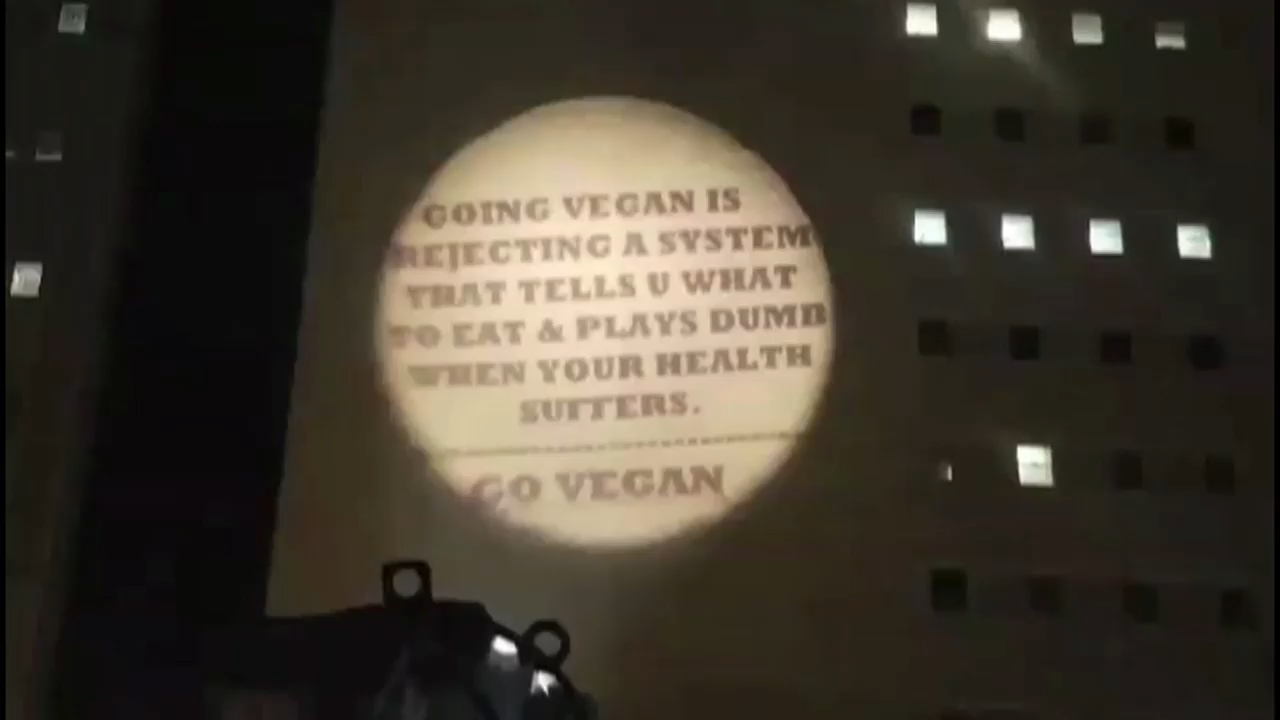 GOING VEGAN IS
REJECTING A SYSTEM
THAT TELLS U WHAT
TO EAT & PLAYS DUMB
WHEN YOUR HEALTH
SUFFERS.
GO VEGAN